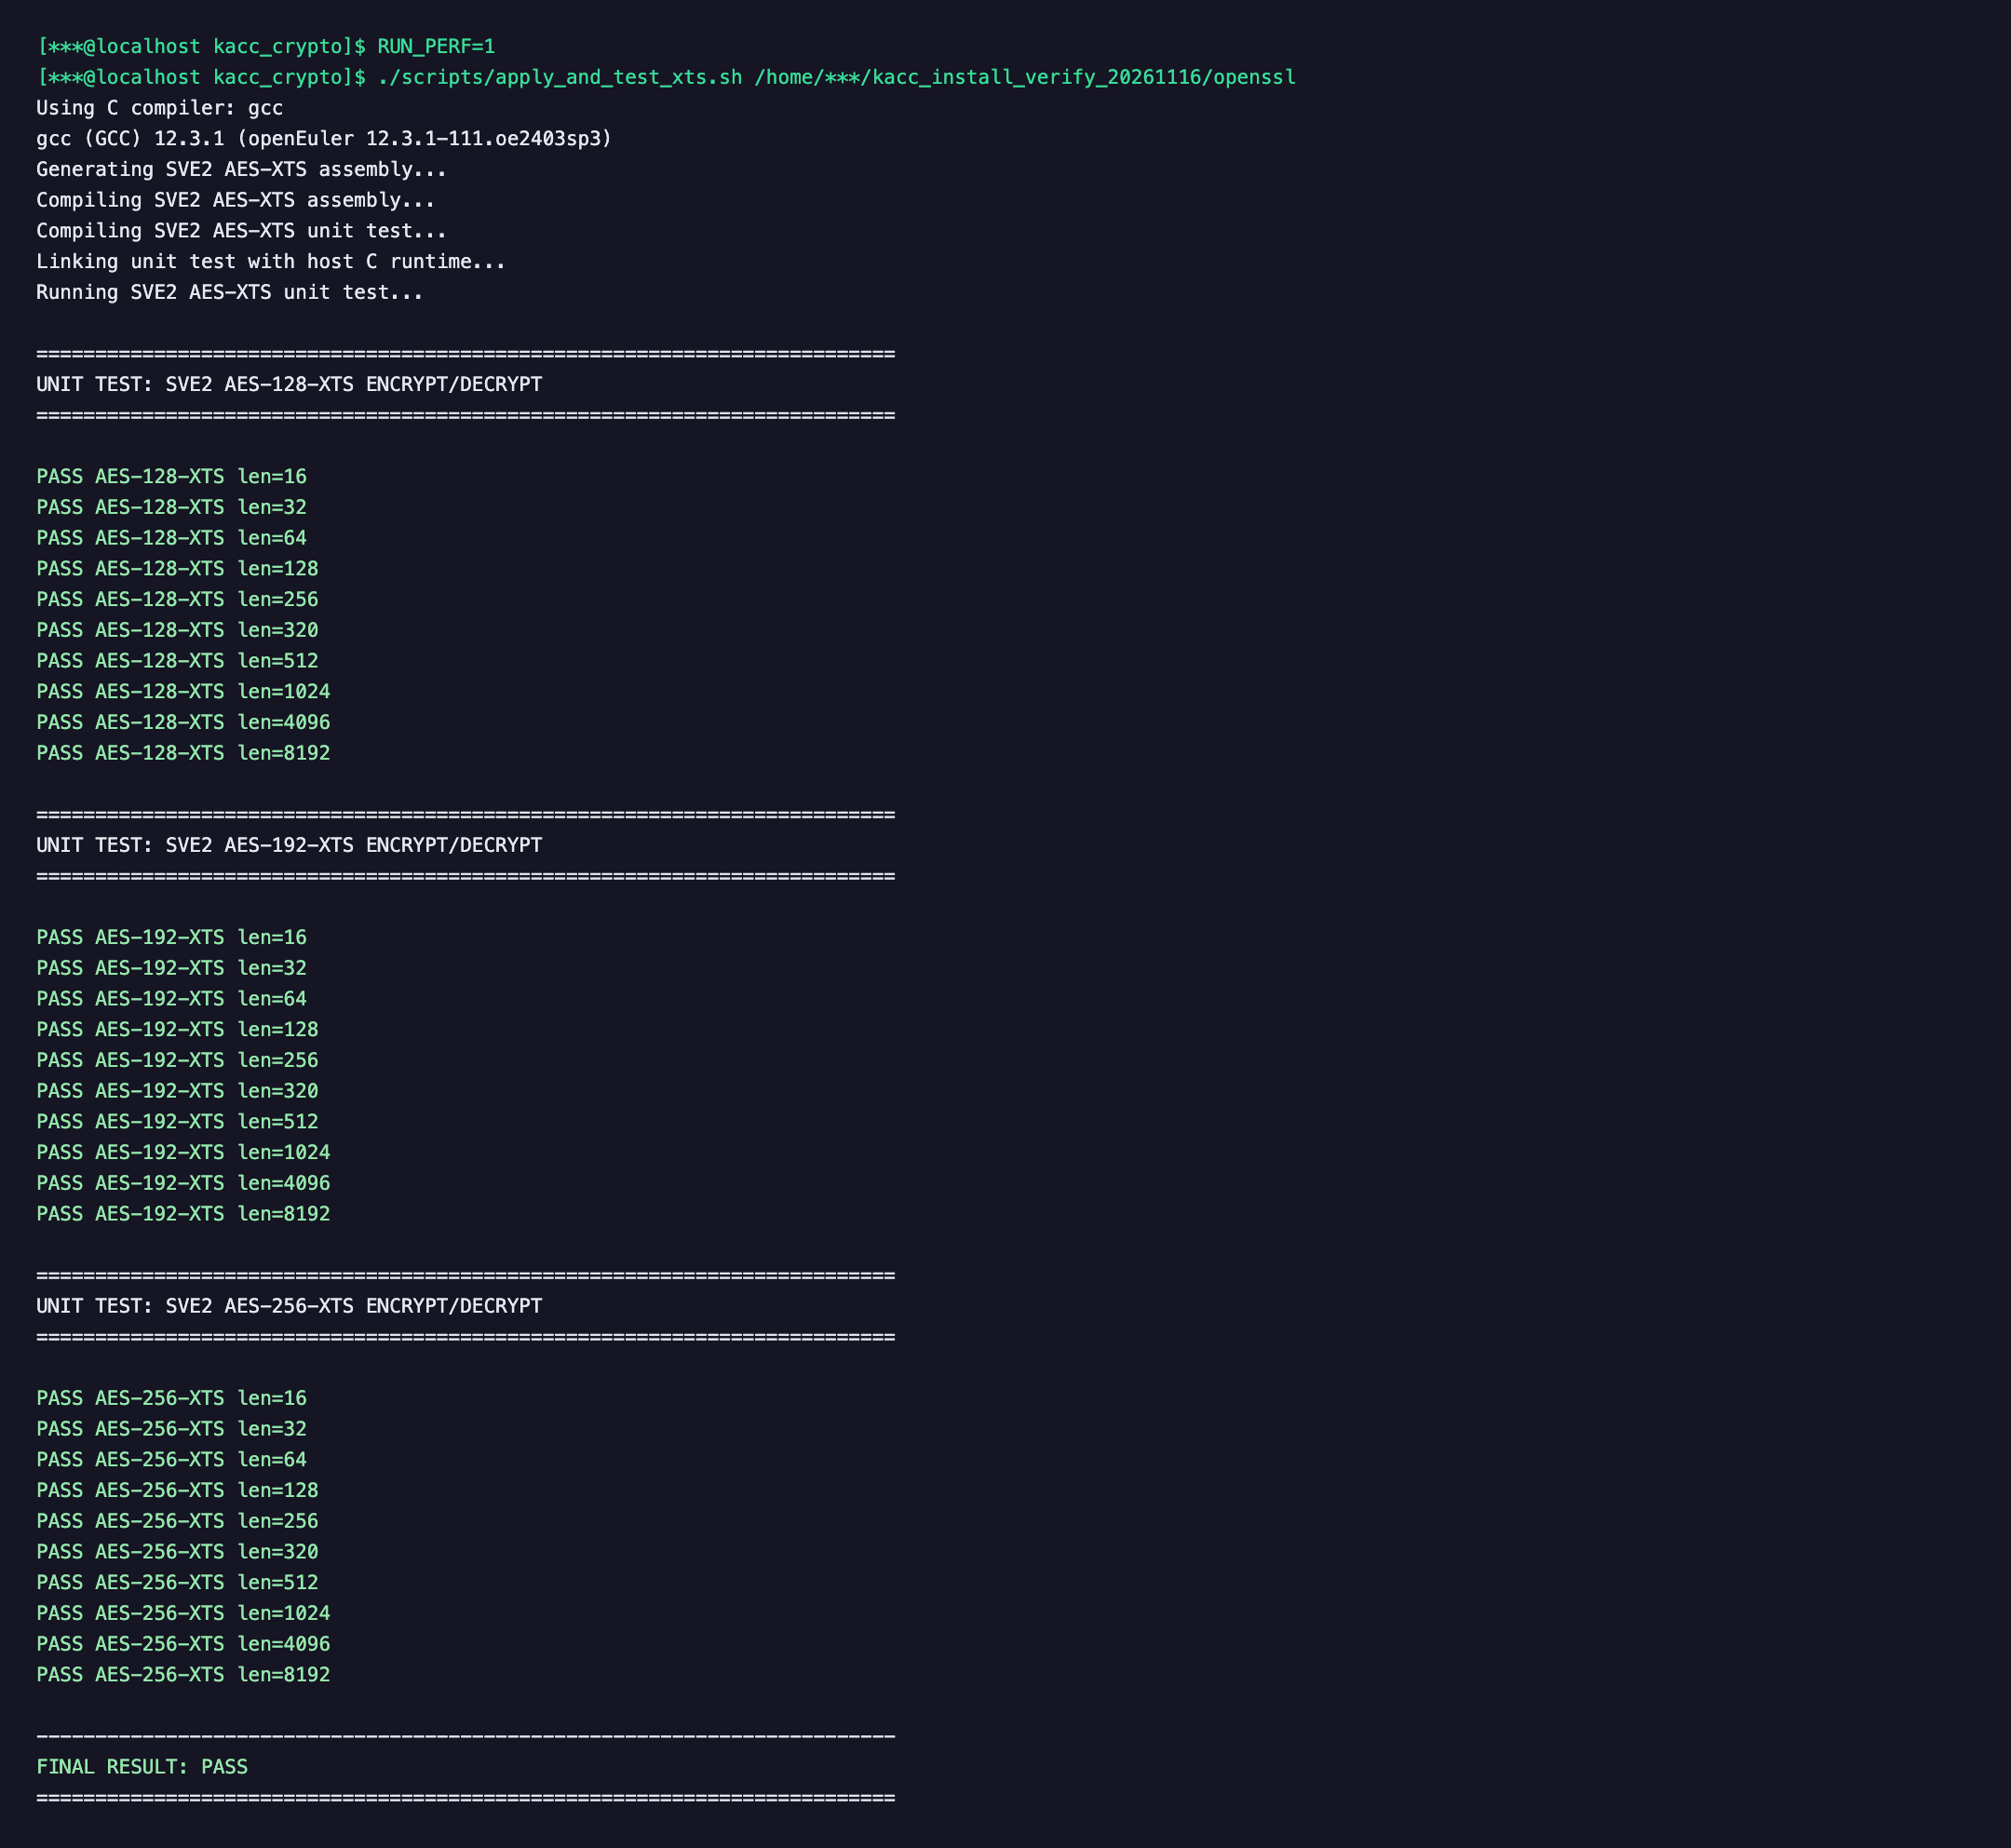 [***@localhost kacc_crypto]$ RUN_PERF=1
[***@localhost kacc_crypto]$ ./scripts/apply_and_test_xts.sh /home/***/kacc_install_verify_20261116/openssl
Using C compiler: gcc
gcc (GCC) 12.3.1 (openEuler 12.3.1-111.oe2403sp3)
Generating SVE2 AES-XTS assembly...
Compiling SVE2 AES-XTS assembly...
Compiling SVE2 AES-XTS unit test...
Linking unit test with host C runtime...
Running SVE2 AES-XTS unit test...
=========================================================================
UNIT TEST: SVE2 AES-128-XTS ENCRYPT/DECRYPT
=========================================================================
PASS AES-128-XTS len=16
PASS AES-128-XTS len=32
PASS AES-128-XTS len=64
PASS AES-128-XTS len=128
PASS AES-128-XTS len=256
PASS AES-128-XTS len=320
PASS AES-128-XTS len=512
PASS AES-128-XTS len=1024
PASS AES-128-XTS len=4096
PASS AES-128-XTS len=8192
=========================================================================
UNIT TEST: SVE2 AES-192-XTS ENCRYPT/DECRYPT
=========================================================================
PASS AES-192-XTS len=16
PASS AES-192-XTS len=32
PASS AES-192-XTS len=64
PASS AES-192-XTS len=128
PASS AES-192-XTS len=256
PASS AES-192-XTS len=320
PASS AES-192-XTS len=512
PASS AES-192-XTS len=1024
PASS AES-192-XTS len=4096
PASS AES-192-XTS len=8192
=========================================================================
UNIT TEST: SVE2 AES-256-XTS ENCRYPT/DECRYPT
=========================================================================
PASS AES-256-XTS len=16
PASS AES-256-XTS len=32
PASS AES-256-XTS len=64
PASS AES-256-XTS len=128
PASS AES-256-XTS len=256
PASS AES-256-XTS len=320
PASS AES-256-XTS len=512
PASS AES-256-XTS len=1024
PASS AES-256-XTS len=4096
PASS AES-256-XTS len=8192
-------------------------------------------------------------------------
FINAL RESULT: PASS
=========================================================================